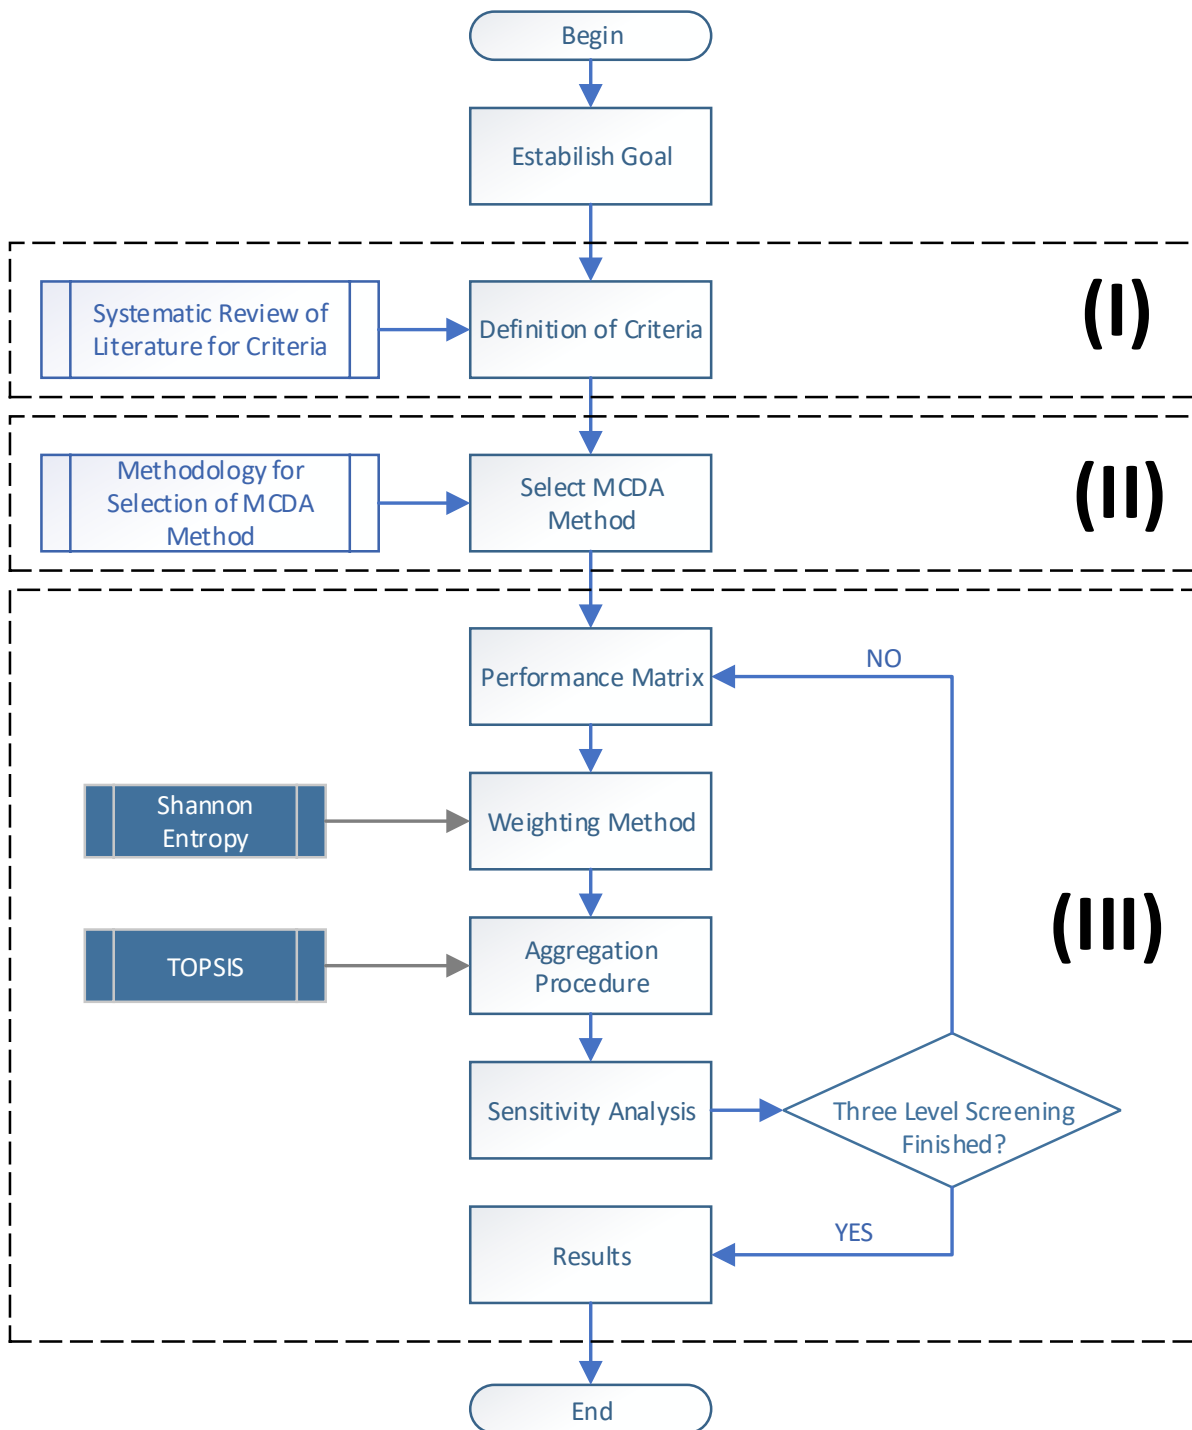 Begin
Estabilish Goal
Systematic Review of
Literature for Criteria
Definition of Criteria
(I)
Methodology for
Selection of MCDA
Method
Select MCDA
Method
(II)
Performance Matrix
NO
Shannon
Entropy
Weighting Method
TOPSIS
Aggregation
Procedure
(III)
Sensitivity Analysis
Three Level Screening
Finished?
YES
Results
End